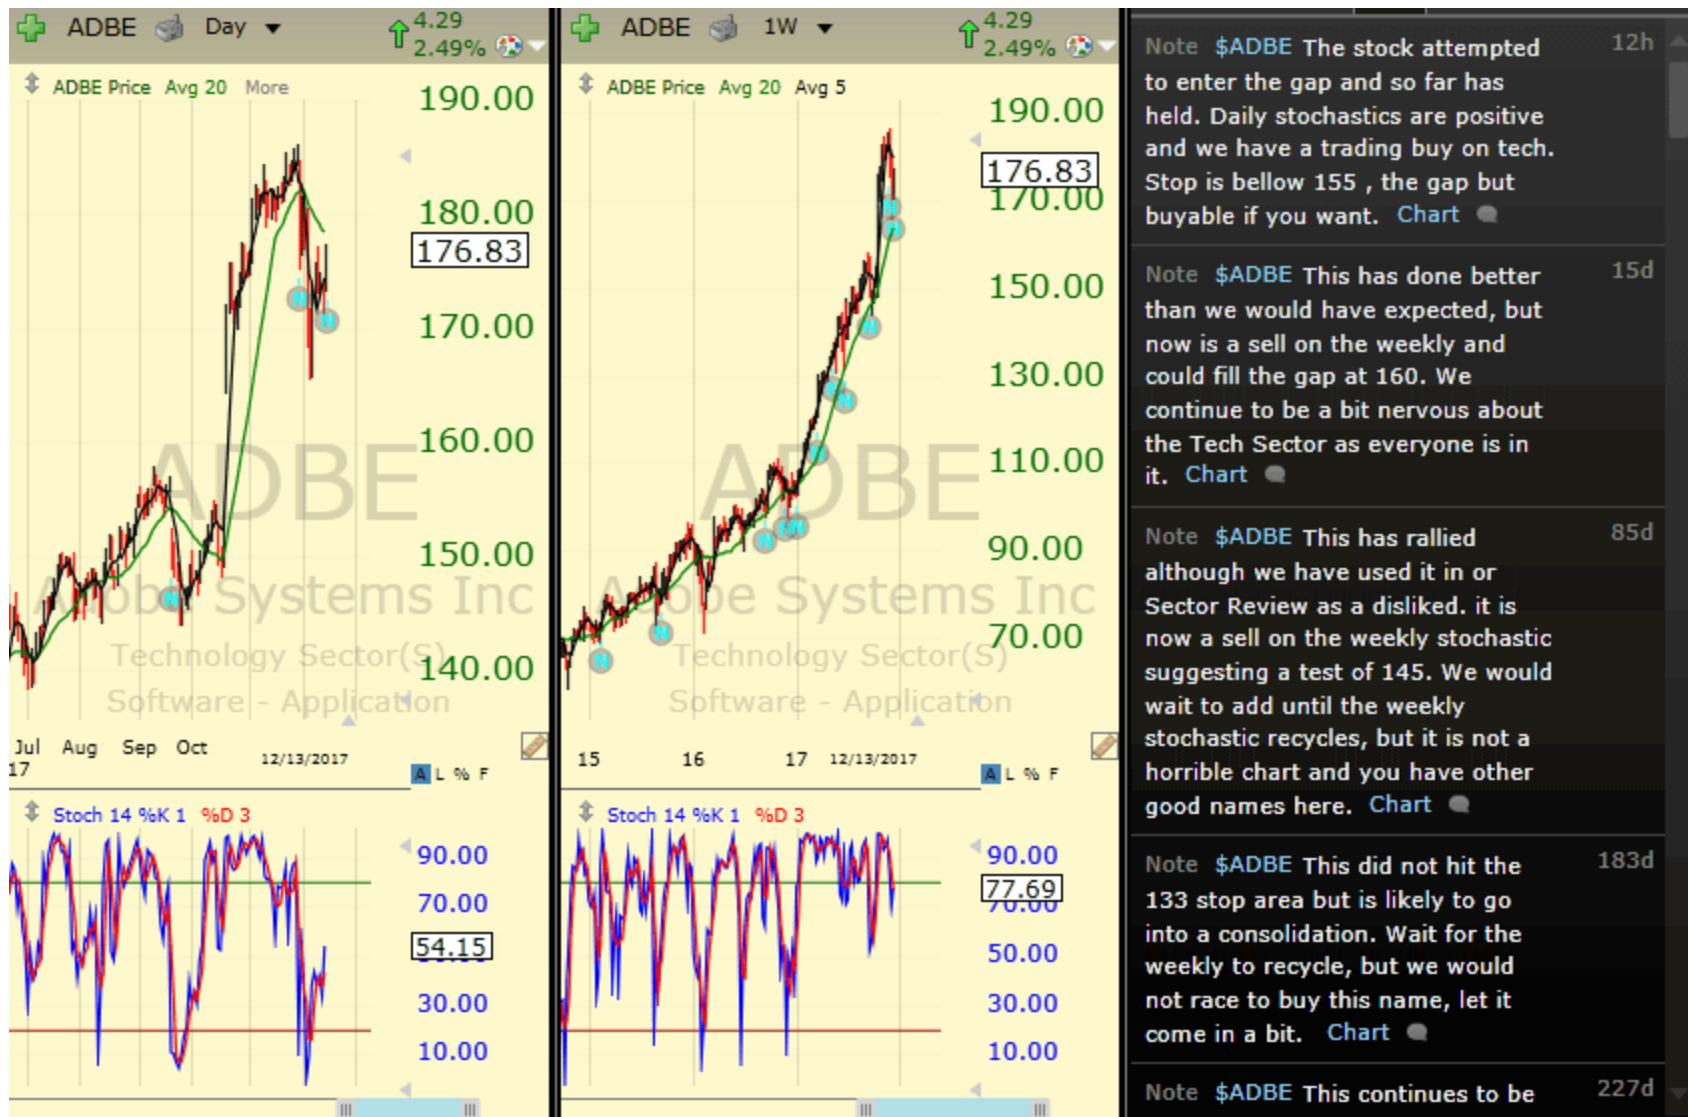 ADBE Day 4.29
2.49%
ADBE Price Avg 20 More
190.00
180.00
176.83
170.00
160.00
150.00
140.00
ADBE
Adobe Systems Inc
Technology Sector(S)
Software - Application
Jul Aug Sep Oct
17 12/13/2017
A L % F
Stoch 14 %K 1 %D 3
90.00
70.00
54.15
30.00
10.00
ADBE 1W 4.29
2.49%
ADBE Price Avg 20 Avg 5
190.00
176.83
170.00
150.00
130.00
110.00
90.00
70.00
ADBE
Adobe Systems Inc
Technology Sector(S)
Software - Application
15 16 17 12/13/2017
A L % F
Stoch 14 %K 1 %D 3
90.00
77.69
70.00
50.00
30.00
10.00
Note $ADBE The stock attempted 12h
to enter the gap and so far has
held. Daily stochastics are positive
and we have a trading buy on tech.
Stop is bellow 155 , the gap but
buyable if you want. Chart
Note $ADBE This has done better 15d
than we would have expected, but
now is a sell on the weekly and
could fill the gap at 160. We
continue to be a bit nervous about
the Tech Sector as everyone is in
it. Chart
Note $ADBE This has rallied 85d
although we have used it in or
Sector Review as a disliked. it is
now a sell on the weekly stochastic
suggesting a test of 145. We would
wait to add until the weekly
stochastic recycles, but it is not a
horrible chart and you have other
good names here. Chart
Note $ADBE This did not hit the 183d
133 stop area but is likely to go
into a consolidation. Wait for the
weekly to recycle, but we would
not race to buy this name, let it
come in a bit. Chart
Note $ADBE This continues to be 227d